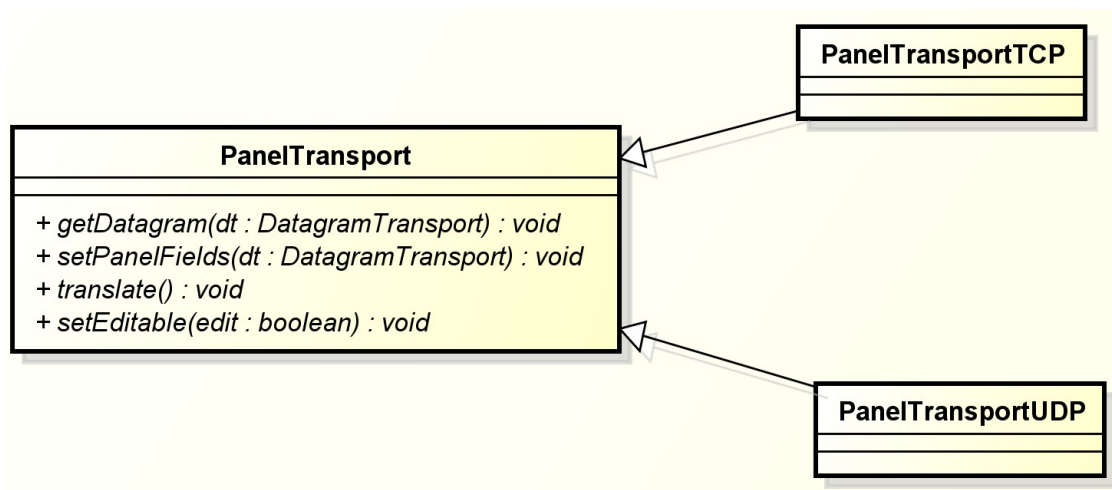 PanelTransportTCP
PanelTransport
+ getDatagram(dt : DatagramTransport) : void
+ setPanelFields(dt : DatagramTransport) : void
+ translate() : void
+ setEditable(edit : boolean) : void
PanelTransportUDP